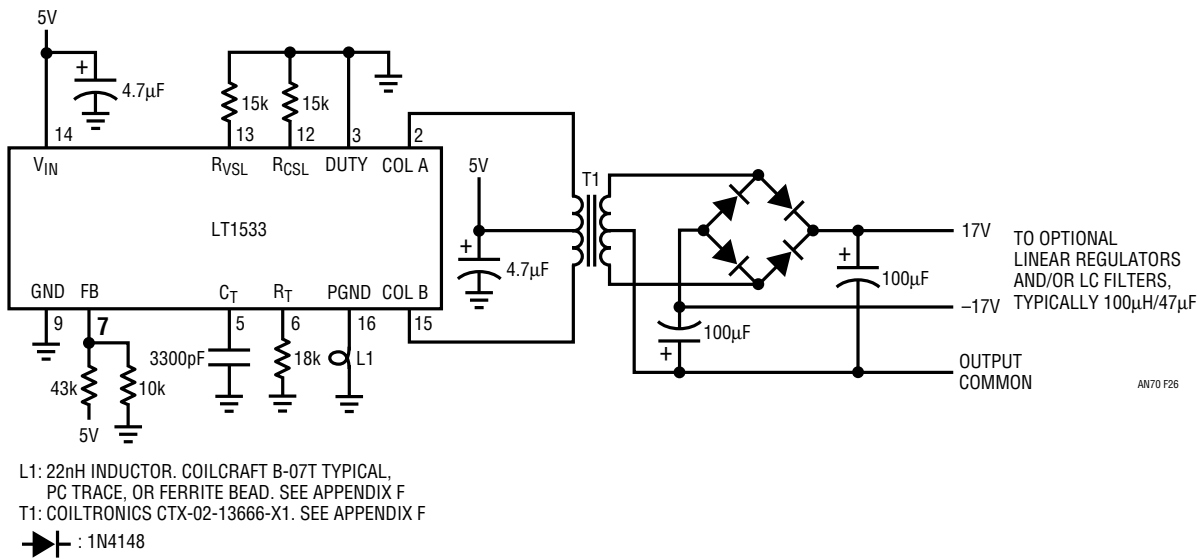 5V
+
4.7μF
15k
15k
14
13
12
3
2
VIN
RVSL
RCSL
DUTY
COL A
LT1533
5V
T1
+
4.7μF
17V
+
100μF
TO OPTIONAL
LINEAR REGULATORS
AND/OR LC FILTERS,
TYPICALLY 100μH/47μF
–17V
100μF
+
OUTPUT
COMMON
GND
FB
CT
RT
PGND
COL B
9
7
5
6
16
15
3300pF
18k
L1
43k
10k
5V
AN70 F26
L1: 22nH INDUCTOR. COILCRAFT B-07T TYPICAL,
PC TRACE, OR FERRITE BEAD. SEE APPENDIX F
T1: COILTRONICS CTX-02-13666-X1. SEE APPENDIX F
: 1N4148